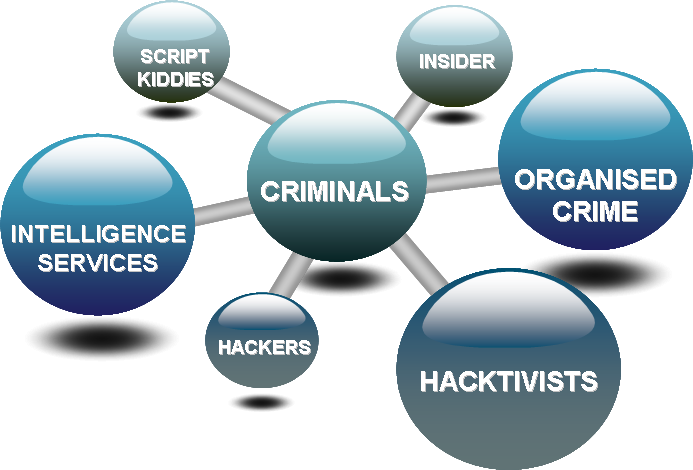 SCRIPT
KIDDIES
INSIDER
CRIMINALS
ORGANISED
CRIME
INTELLIGENCE
SERVICES
HACKERS
HACKTIVISTS